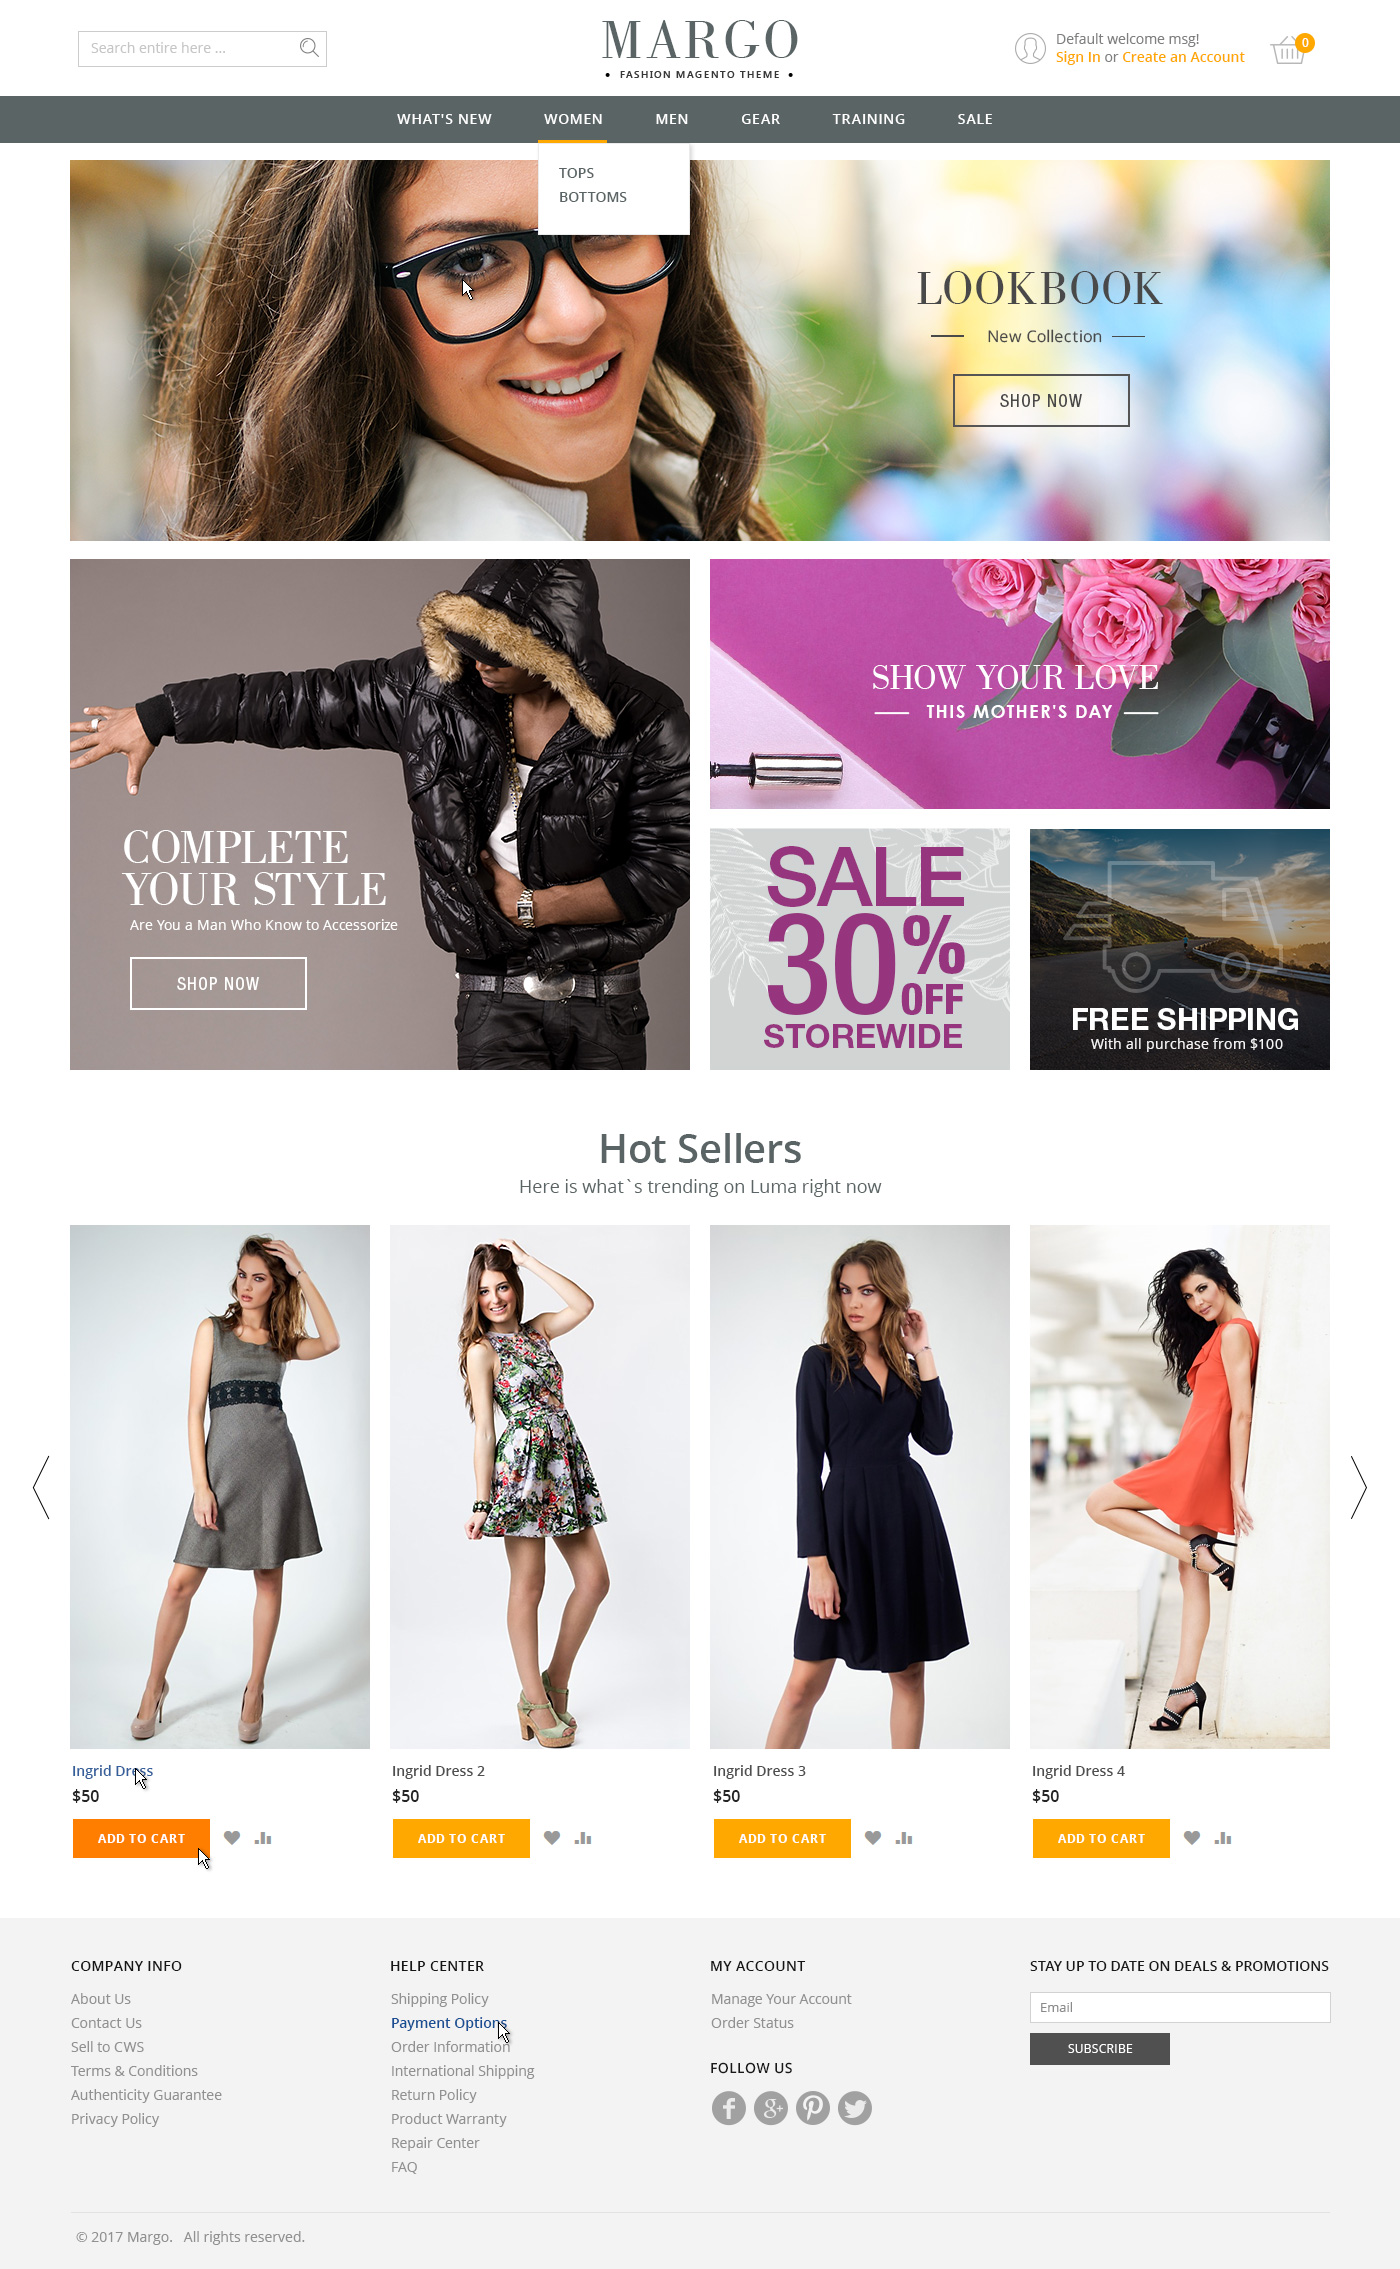 Search entire here ...
MARGO
• FASHION MAGENTO THEME •
Default welcome msg!
Sign In or Create an Account
0
WHAT'S NEW WOMEN MEN GEAR TRAINING SALE
TOPS
BOTTOMS
LOOKBOOK
New Collection
SHOP NOW
COMPLETE
YOUR STYLE
Are You a Man Who Know to Accessorize
SHOP NOW
SHOW YOUR LOVE
THIS MOTHER'S DAY
SALE
30%
OFF
STOREWIDE
FREE SHIPPING
With all purchase from $100
Hot Sellers
Here is what`s trending on Luma right now
Ingrid Dress
$50
ADD TO CART
Ingrid Dress 2
$50
ADD TO CART
Ingrid Dress 3
$50
ADD TO CART
Ingrid Dress 4
$50
ADD TO CART
COMPANY INFO
About Us
Contact Us
Sell to CWS
Terms & Conditions
Authenticity Guarantee
Privacy Policy
HELP CENTER
Shipping Policy
Payment Options
Order Information
International Shipping
Return Policy
Product Warranty
Repair Center
FAQ
MY ACCOUNT
Manage Your Account
Order Status
FOLLOW US
STAY UP TO DATE ON DEALS & PROMOTIONS
Email
SUBSCRIBE
© 2017 Margo. All rights reserved.